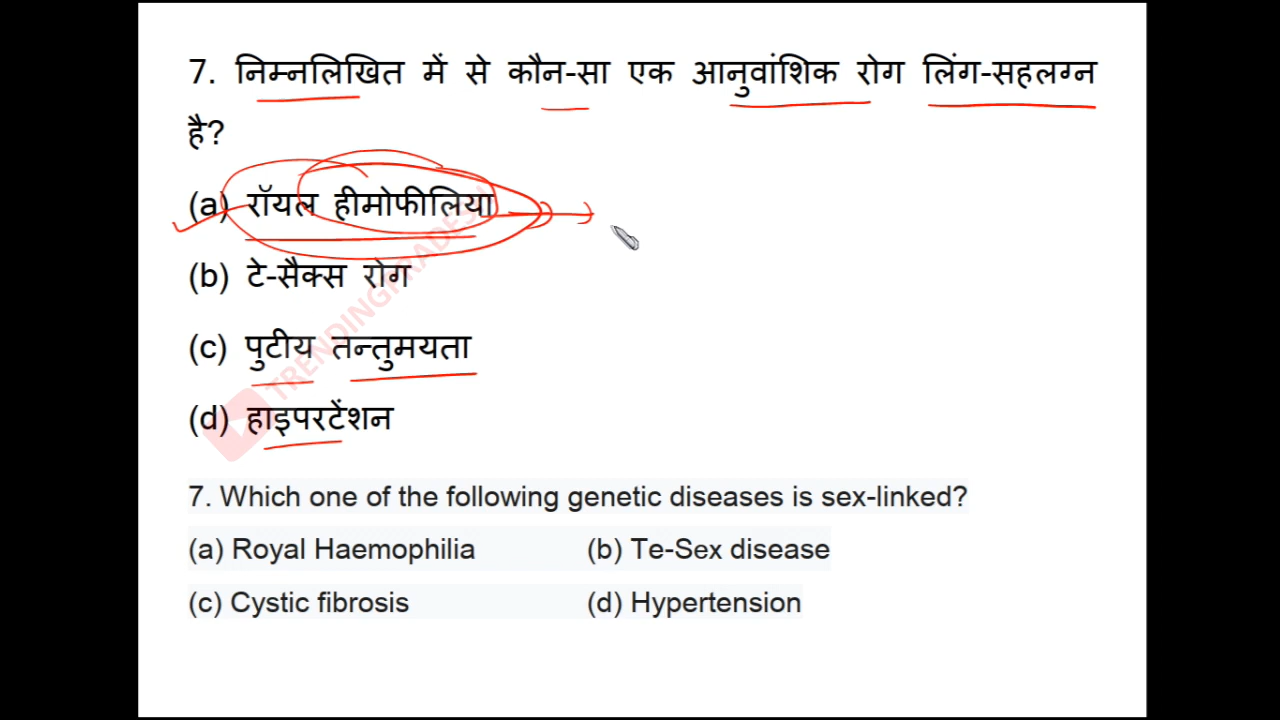 7. निम्नलिखित में से कौन-सा एक आनुवांशिक रोग लिंग-सहलग्न
है?
(a) रॉयल हीमोफीलिया
(b) टे-सैक्स रोग
(c) पुटीय तन्तुमयता
(d) हाइपरटेंशन
TRENDINGPRADESH
7. Which one of the following genetic diseases is sex-linked?
(a) Royal Haemophilia (b) Te-Sex disease
(c) Cystic fibrosis (d) Hypertension